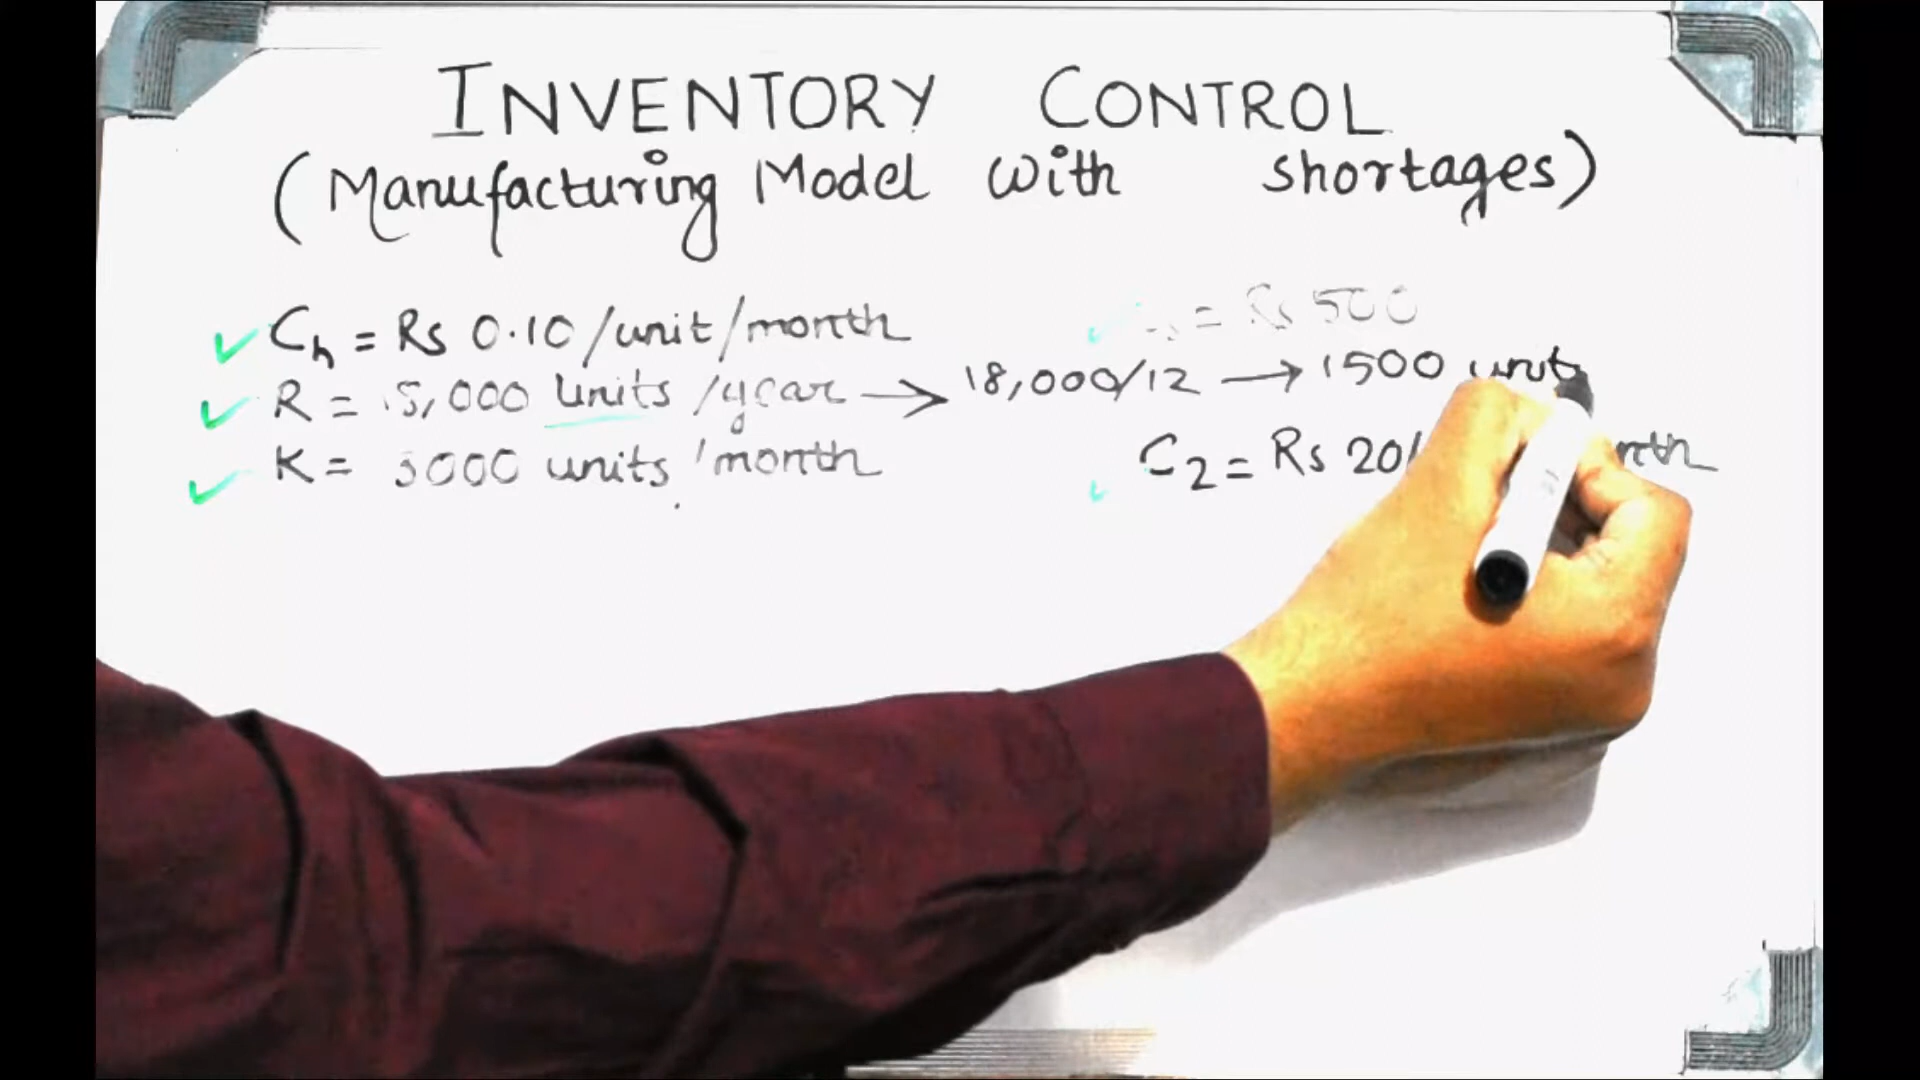 INVENTORY CONTROL
(Manufacturing Model with shortages)
Ch = Rs 0.10/unit/month
= Rs 500
R = 18,000 units /year → 18,000/12 → 1500 units
K = 3000 units /month
C2 = Rs 20/